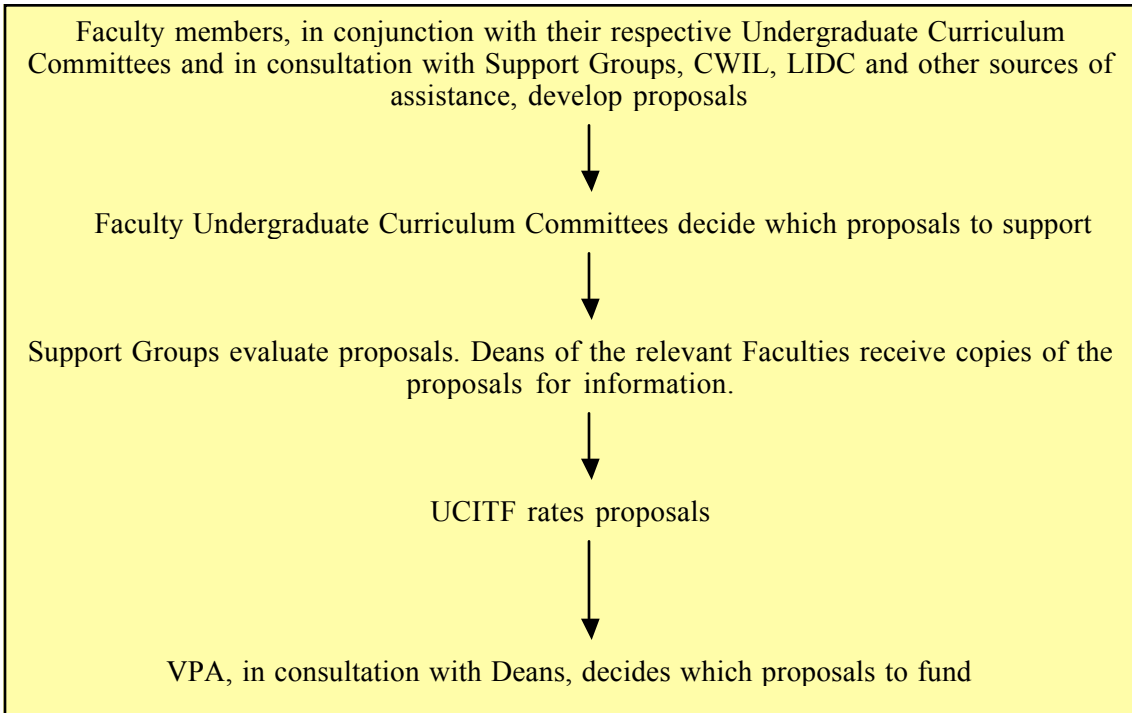 Faculty members, in conjunction with their respective Undergraduate Curriculum
Committees and in consultation with Support Groups, CWIL, LIDC and other sources of
assistance, develop proposals
Faculty Undergraduate Curriculum Committees decide which proposals to support
Support Groups evaluate proposals. Deans of the relevant Faculties receive copies of the
proposals for information.
UCITF rates proposals
VPA, in consultation with Deans, decides which proposals to fund